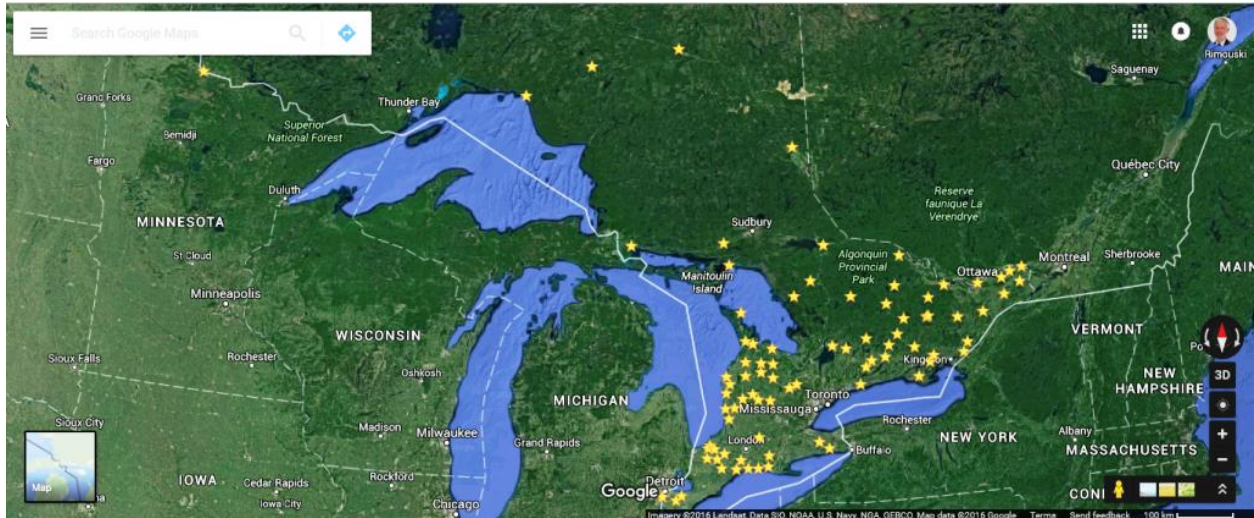 Search Google Maps
Rimouski
Saguenay
Grand Forks
Thunder Bay
Bemidji
Superior
National Forest
Fargo
Québec City
Duluth
Réserve
faunique La
Vérendrye
MINNESOTA
Sudbury
St Cloud
Algonquin
Provincial
Park
Montreal
Sherbrooke
Ottawa
MAIN
Manitoulin
Island
Minneapolis
WISCONSIN
VERMONT
Sioux Falls
Rochester
Oshkosh
Kingston
3D
NEW
HAMPSHIRE
MICHIGAN
Toronto
Mississauga
Sioux City
Rochester
Madison
Milwaukee
Grand Rapids
London
NEW YORK
Albany
MASSACHUSETTS
Buffalo
Map
IOWA
Cedar Rapids
Rockford
Detroit
Google
Iowa City
Chicago
CON
Imagery ©2016 Landsat, Data SIO, NOAA, U.S. Navy, NGA, GEBCO, Map data ©2016 Google Terms Send feedback 100 km